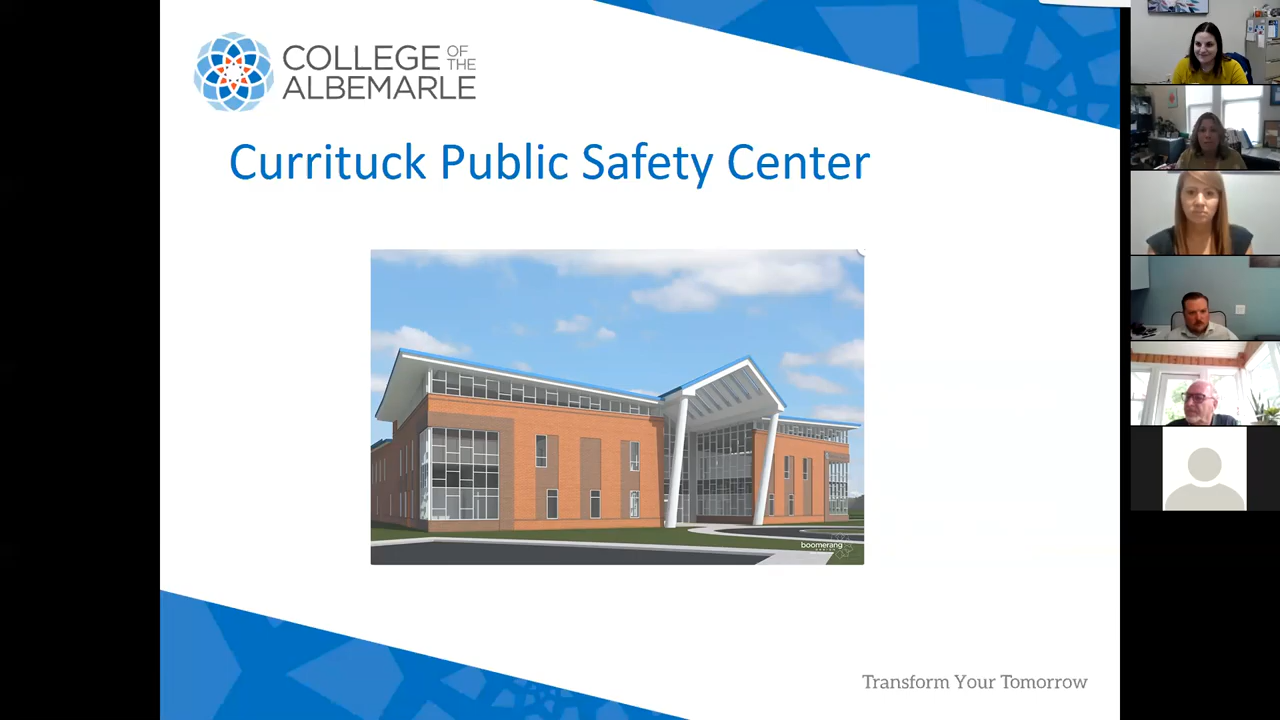 COLLEGE OF THE
ALBEMARLE
Currituck Public Safety Center
boomerang
Transform Your Tomorrow